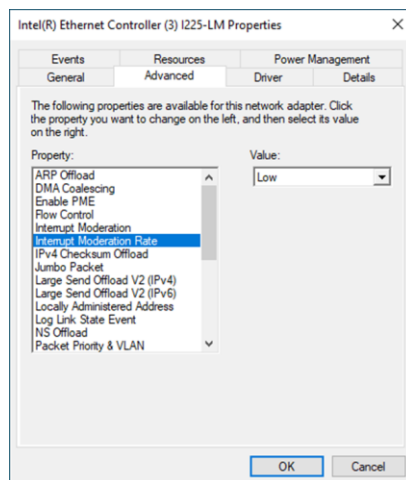 Intel(R) Ethernet Controller (3) I225-LM Properties
Events Resources Power Management
General Advanced Driver Details
The following properties are available for this network adapter. Click
the property you want to change on the left, and then select its value
on the right.
Property:
Value:
ARP Offload
DMA Coalescing
Enable PME
Flow Control
Interrupt Moderation
Interrupt Moderation Rate
IPv4 Checksum Offload
Jumbo Packet
Large Send Offload V2 (IPv4)
Large Send Offload V2 (IPv6)
Locally Administered Address
Log Link State Event
NS Offload
Packet Priority & VLAN
Low
OK Cancel